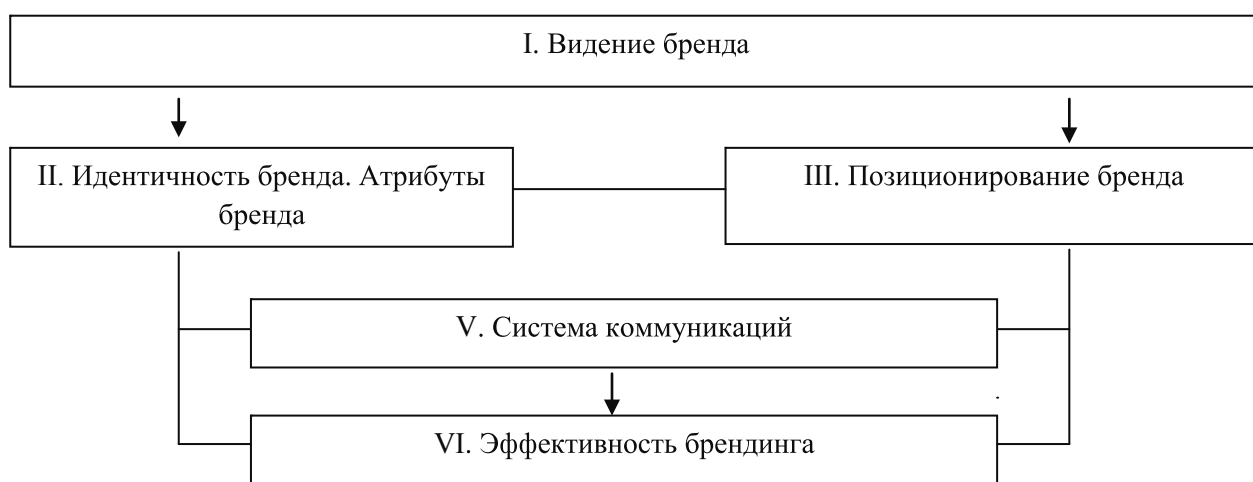 I. Видение бренда
II. Идентичность бренда. Атрибуты
бренда
III. Позиционирование бренда
V. Система коммуникаций
VI. Эффективность брендинга